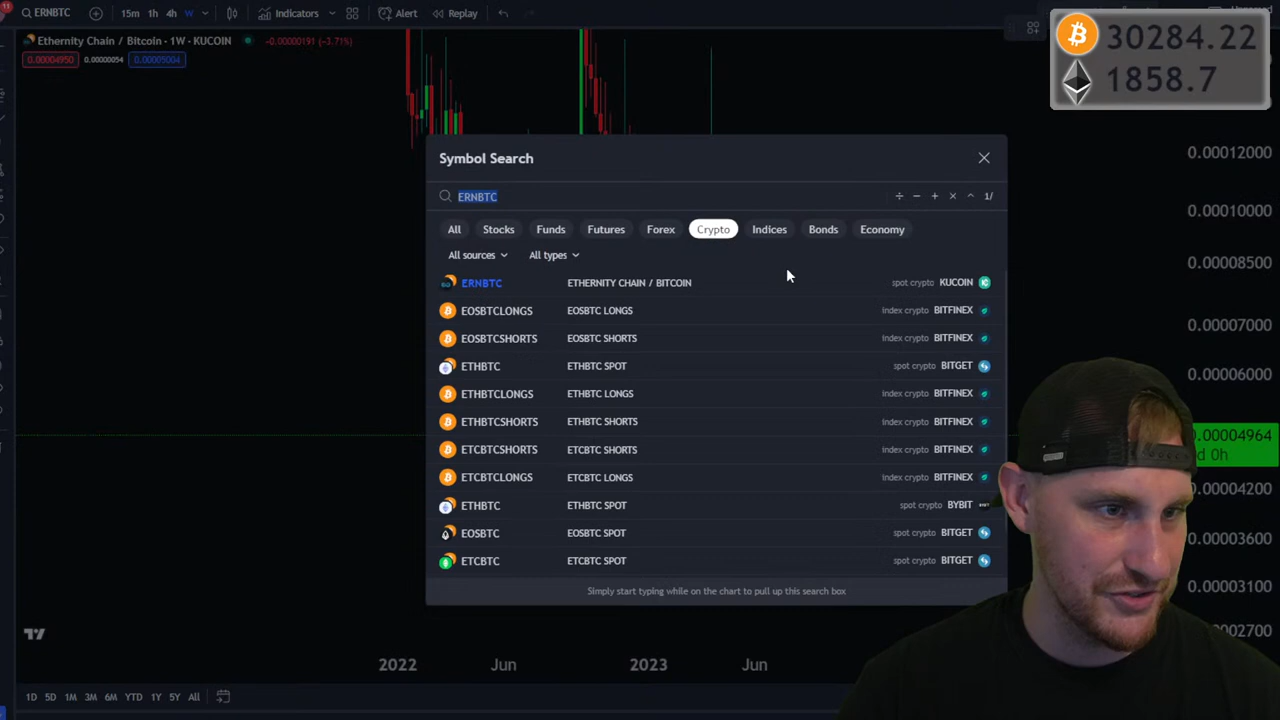 11 ERNBTC 15m 1h 4h W Indicators Alert Replay
30284.22
1858.7
Ethernity Chain / Bitcoin · 1W · KUCOIN −0.00000191 (−3.71%)
0.00004950 0.00000054 0.00005004
Symbol Search
ERNBTC 1/
All Stocks Funds Futures Forex Crypto Indices Bonds Economy
All sources All types
ERNBTC ETHERNITY CHAIN / BITCOIN spot crypto KUCOIN
EOSBTCLONGS EOSBTC LONGS index crypto BITFINEX
EOSBTCSHORTS EOSBTC SHORTS index crypto BITFINEX
ETHBTC ETHBTC SPOT spot crypto BITGET
ETHBTCLONGS ETHBTC LONGS index crypto BITFINEX
ETHBTCSHORTS ETHBTC SHORTS index crypto BITFINEX
ETCBTCSHORTS ETCBTC SHORTS index crypto BITFINEX
ETCBTCLONGS ETCBTC LONGS index crypto BITFINEX
ETHBTC ETHBTC SPOT spot crypto BYBIT
EOSBTC EOSBTC SPOT spot crypto BITGET
ETCBTC ETCBTC SPOT spot crypto BITGET
Simply start typing while on the chart to pull up this search box
0.00012000
0.00010000
0.00008500
0.00007000
0.00006000
0.00004964
d 0h
0.00004200
0.00003600
0.00003100
0.00002700
2022 Jun 2023 Jun
1D 5D 1M 3M 6M YTD 1Y 5Y All